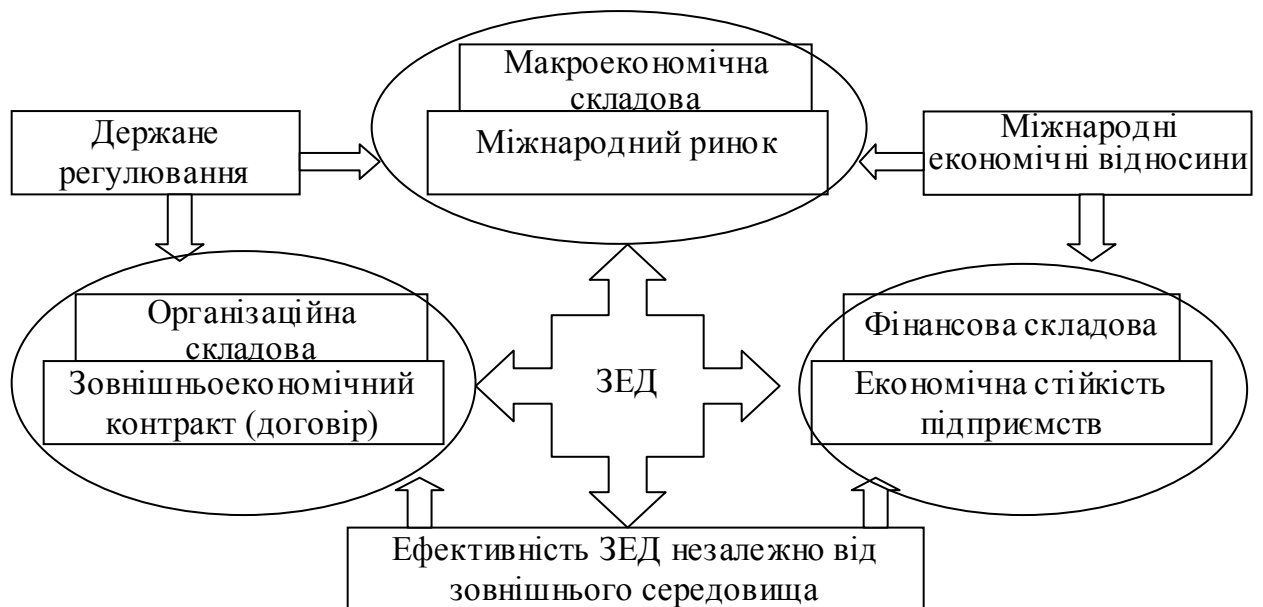 Макроекономічна
складова
Міжнародний ринок
Держане
регулювання
Міжнародні
економічні відносини
Організаційна
складова
Зовнішньоекономічний
контракт (договір)
ЗЕД
Фінансова складова
Економічна стійкість
підприємств
Ефективність ЗЕД незалежно від
зовнішнього середовища